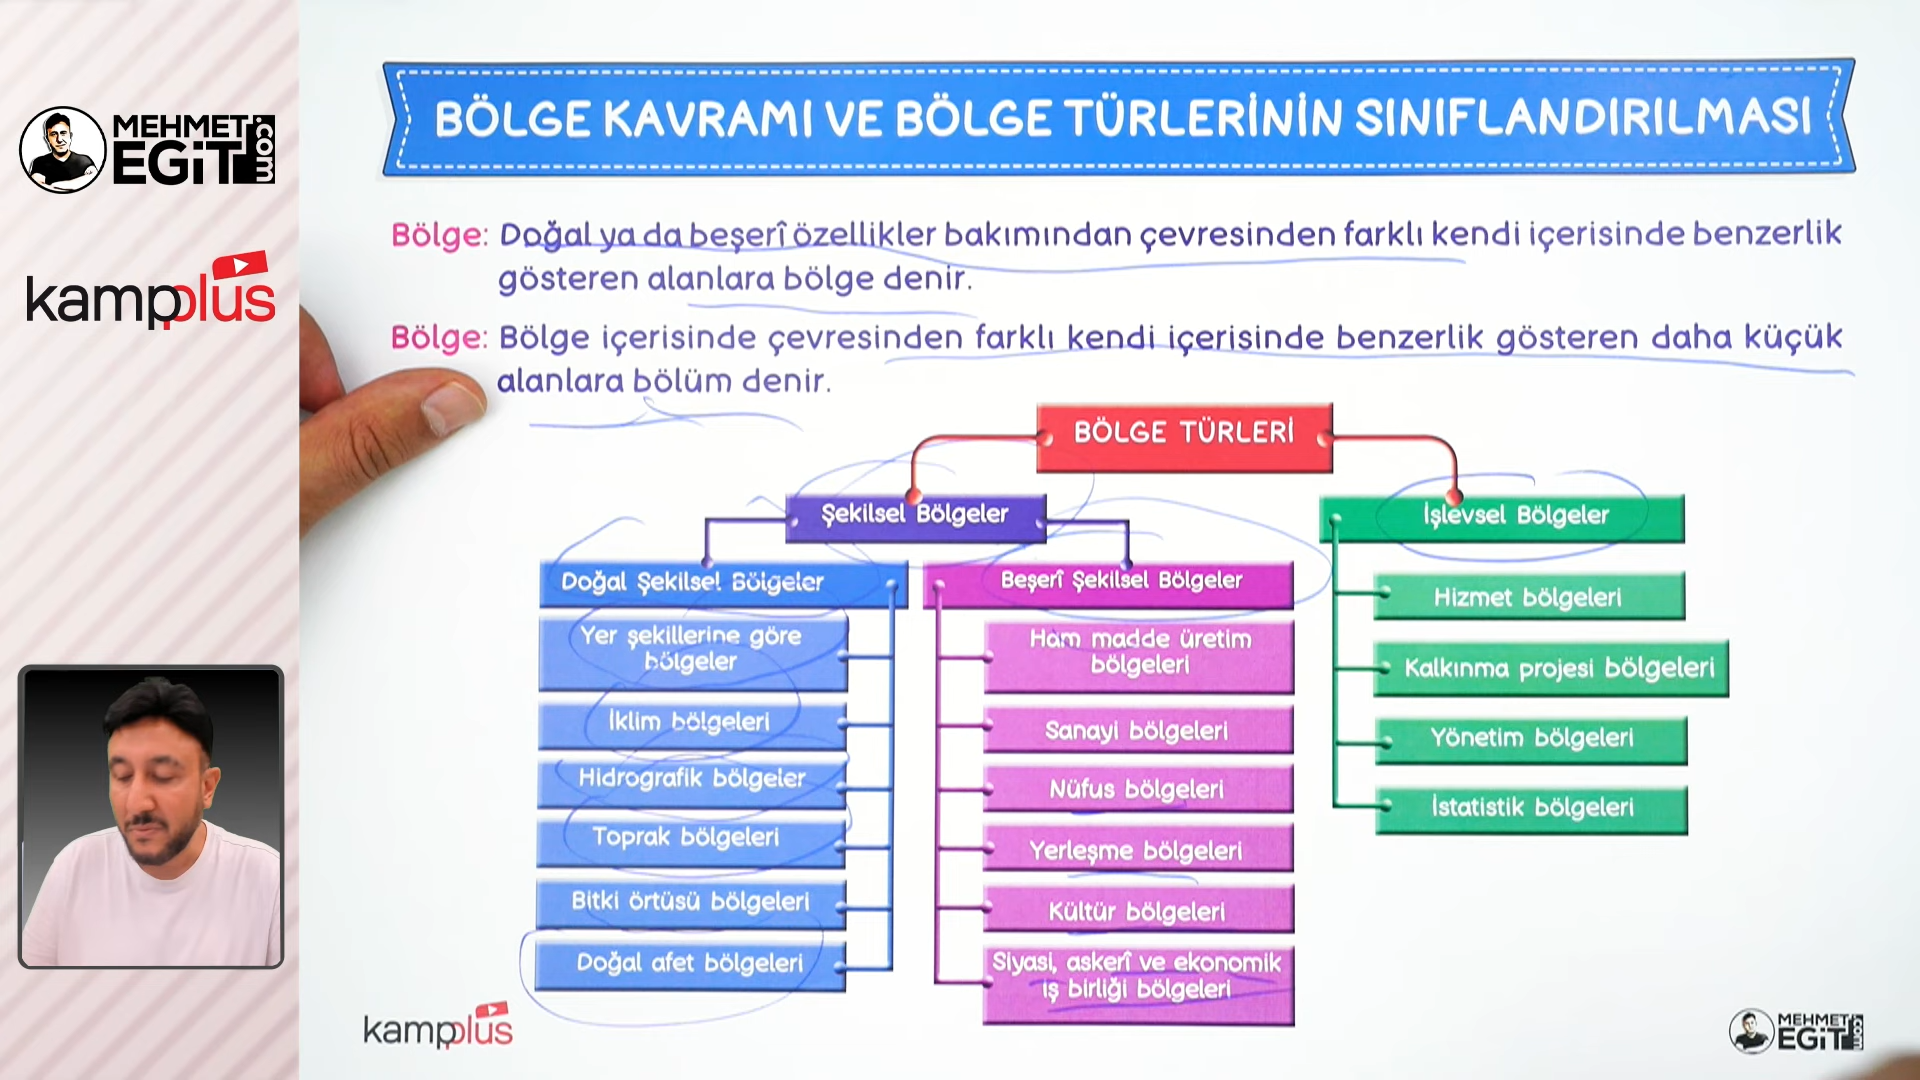 MEHMET
EGİT.com
kampplus
BÖLGE KAVRAMI VE BÖLGE TÜRLERİNİN SINIFLANDIRILMASI
Bölge: Doğal ya da beşerî özellikler bakımından çevresinden farklı kendi içerisinde benzerlik
gösteren alanlara bölge denir.
Bölge: Bölge içerisinde çevresinden farklı kendi içerisinde benzerlik gösteren daha küçük
alanlara bölüm denir.
BÖLGE TÜRLERİ
Şekilsel Bölgeler
Doğal Şekilsel Bölgeler
Yer şekillerine göre
bölgeler
İklim bölgeleri
Hidrografik bölgeler
Toprak bölgeleri
Bitki örtüsü bölgeleri
Doğal afet bölgeleri
Beşerî Şekilsel Bölgeler
Ham madde üretim
bölgeleri
Sanayi bölgeleri
Nüfus bölgeleri
Yerleşme bölgeleri
Kültür bölgeleri
Siyasi, askerî ve ekonomik
iş birliği bölgeleri
İşlevsel Bölgeler
Hizmet bölgeleri
Kalkınma projesi bölgeleri
Yönetim bölgeleri
İstatistik bölgeleri
kampplus
MEHMET
EGİT.com